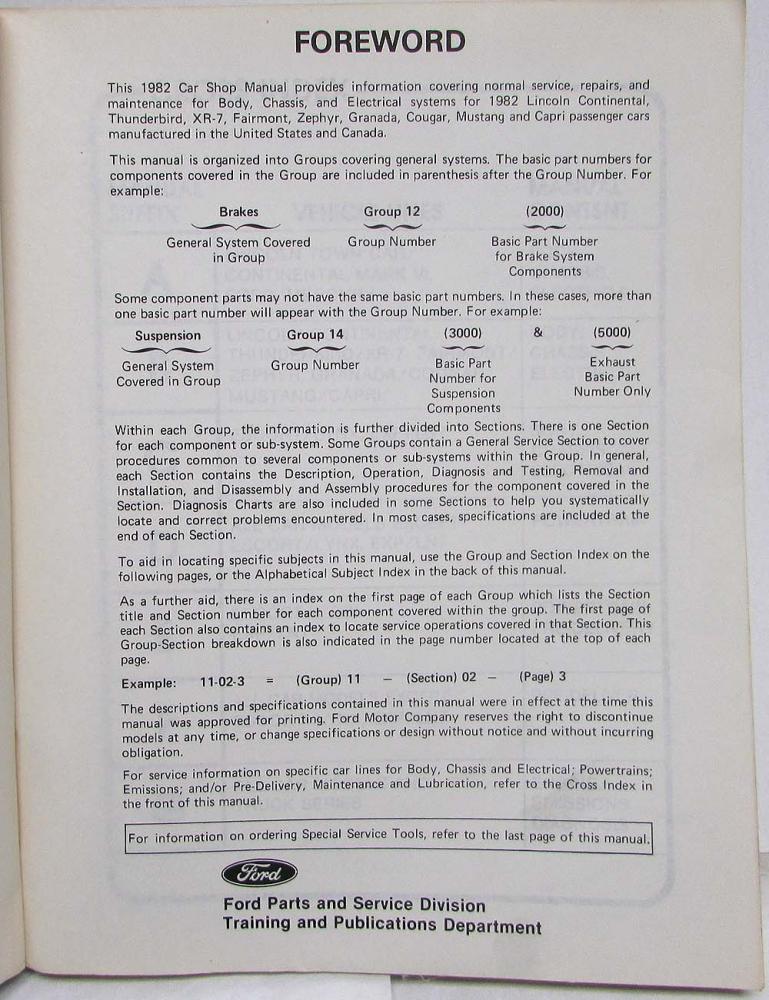 FOREWORD
This 1982 Car Shop Manual provides information covering normal service, repairs, and
maintenance for Body, Chassis, and Electrical systems for 1982 Lincoln Continental,
Thunderbird, XR-7, Fairmont, Zephyr, Granada, Cougar, Mustang and Capri passenger cars
manufactured in the United States and Canada.
This manual is organized into Groups covering general systems. The basic part numbers for
components covered in the Group are included in parenthesis after the Group Number. For
example:
Brakes Group 12 (2000)
General System Covered Group Number Basic Part Number
in Group for Brake System
Components
Some component parts may not have the same basic part numbers. In these cases, more than
one basic part number will appear with the Group Number. For example:
Suspension Group 14 (3000) & (5000)
General System Group Number Basic Part Exhaust
Covered in Group Number for Basic Part
Suspension Number Only
Components
Within each Group, the information is further divided into Sections. There is one Section
for each component or sub-system. Some Groups contain a General Service Section to cover
procedures common to several components or sub-systems within the Group. In general,
each Section contains the Description, Operation, Diagnosis and Testing, Removal and
Installation, and Disassembly and Assembly procedures for the component covered in the
Section. Diagnosis Charts are also included in some Sections to help you systematically
locate and correct problems encountered. In most cases, specifications are included at the
end of each Section.
To aid in locating specific subjects in this manual, use the Group and Section Index on the
following pages, or the Alphabetical Subject Index in the back of this manual.
As a further aid, there is an index on the first page of each Group which lists the Section
title and Section number for each component covered within the group. The first page of
each Section also contains an index to locate service operations covered in that Section. This
Group-Section breakdown is also indicated in the page number located at the top of each
page.
Example: 11-02-3 = (Group) 11 — (Section) 02 — (Page) 3
The descriptions and specifications contained in this manual were in effect at the time this
manual was approved for printing. Ford Motor Company reserves the right to discontinue
models at any time, or change specifications or design without notice and without incurring
obligation.
For service information on specific car lines for Body, Chassis and Electrical; Powertrains;
Emissions; and/or Pre-Delivery, Maintenance and Lubrication, refer to the Cross Index in
the front of this manual.
For information on ordering Special Service Tools, refer to the last page of this manual.
Ford
Ford Parts and Service Division
Training and Publications Department